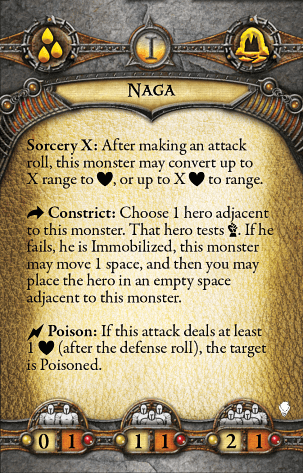 I
NAGA
Sorcery X: After making an attack
roll, this monster may convert up to
X range to ♥, or up to X ♥ to range.
Constrict: Choose 1 hero adjacent
to this monster. That hero tests . If he
fails, he is Immobilized, this monster
may move 1 space, and then you may
place the hero in an empty space
adjacent to this monster.
Poison: If this attack deals at least
1 ♥ (after the defense roll), the target
is Poisoned.
0 1 1 1 2 1